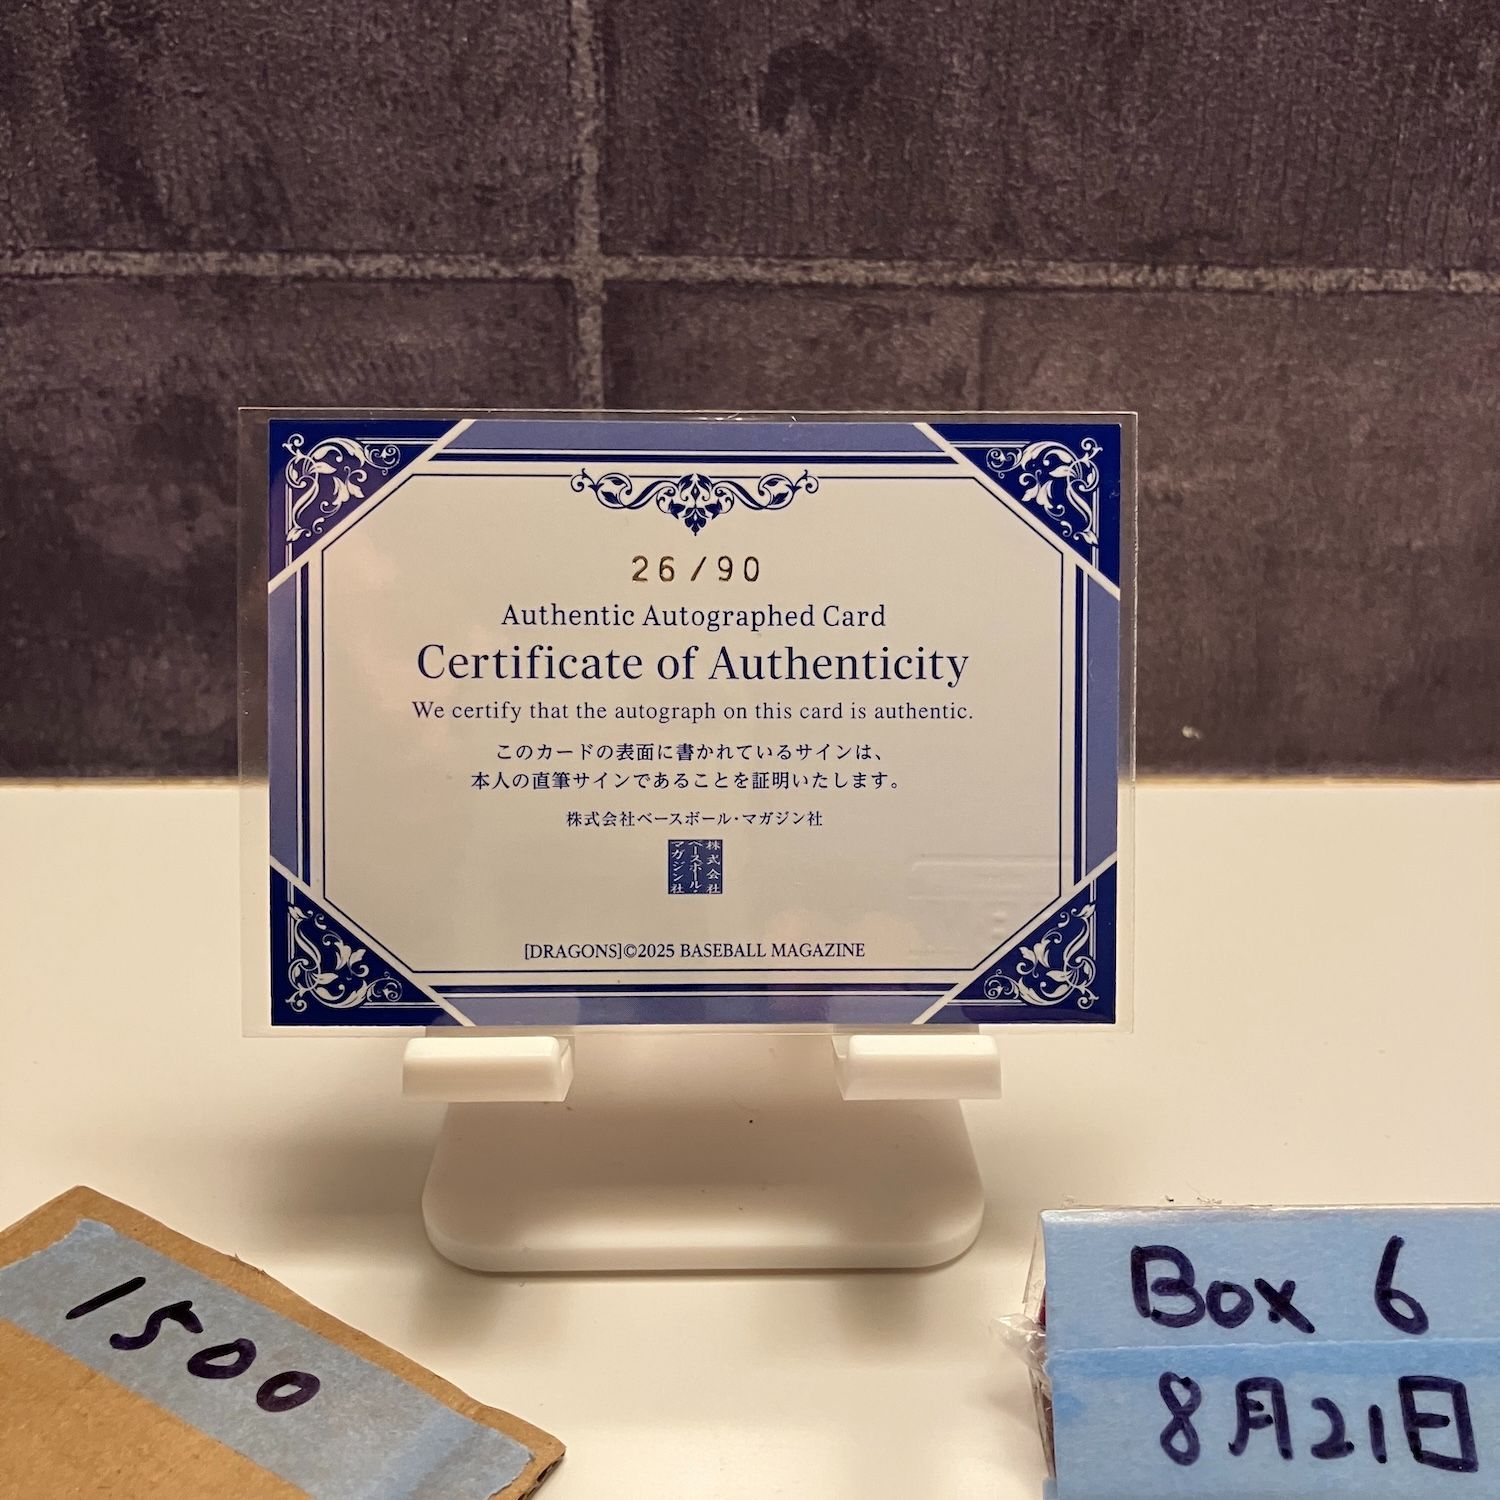 26/90
Authentic Autographed Card
Certificate of Authenticity
We certify that the autograph on this card is authentic.
このカードの表面に書かれているサインは、
本人の直筆サインであることを証明いたします。
株式会社ベースボール・マガジン社
株式会社
ベースボール・
マガジン社
[DRAGONS]©2025 BASEBALL MAGAZINE
1500
Box 6
8月21日